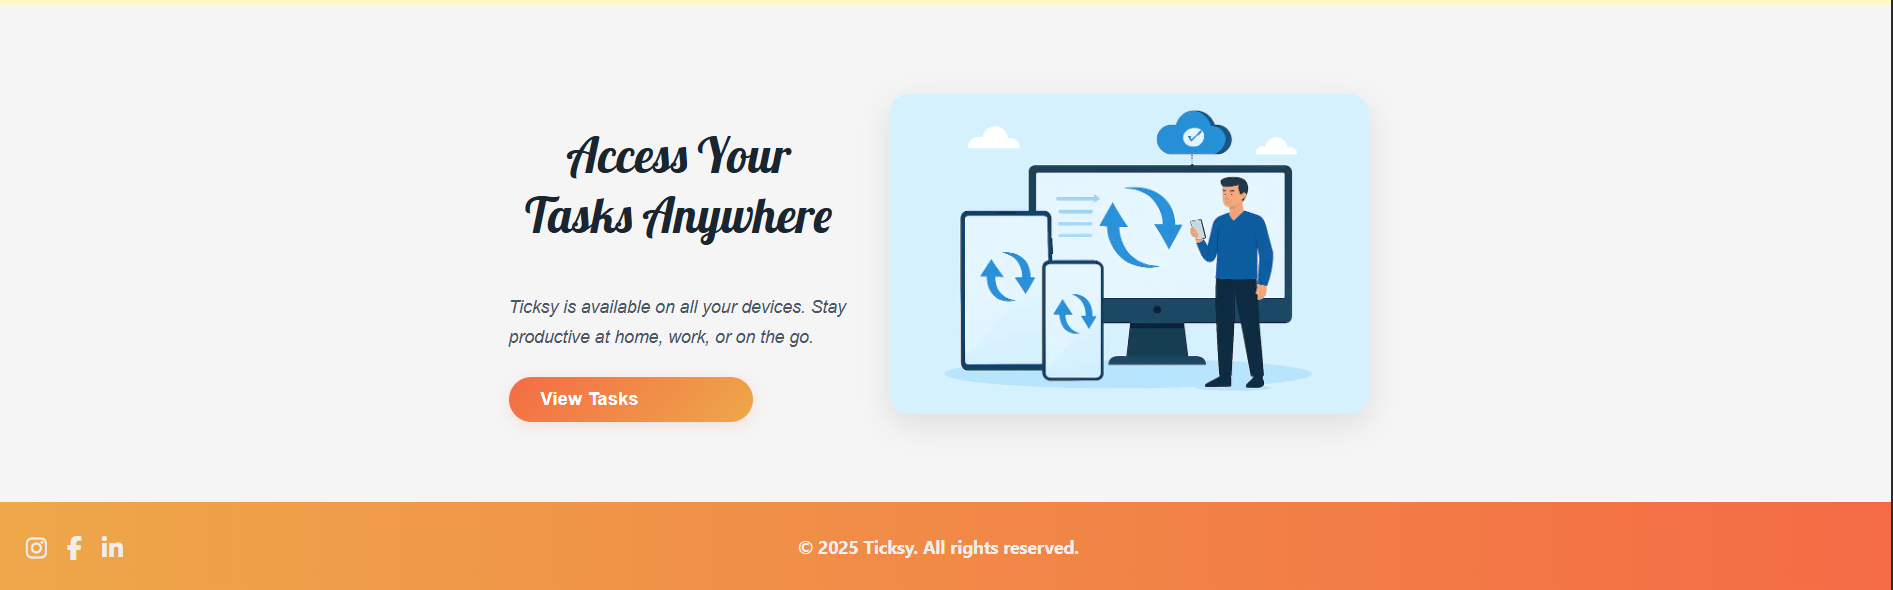 Access Your
Tasks Anywhere
Ticksy is available on all your devices. Stay
productive at home, work, or on the go.
View Tasks
© 2025 Ticksy. All rights reserved.